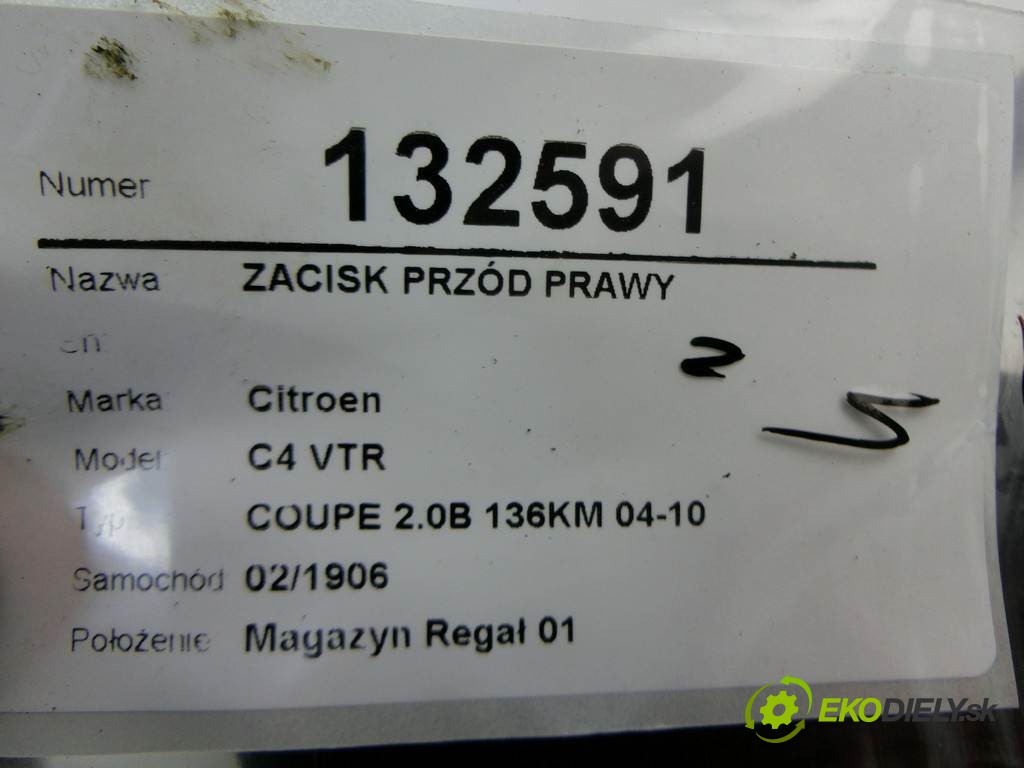 Numer 132591
Nazwa ZACISK PRZÓD PRAWY
Marka Citroen
Model C4 VTR
Typ COUPE 2.0B 136KM 04-10
Samochód 02/1906
Położenie Magazyn Regał 01
EKODIELY.sk